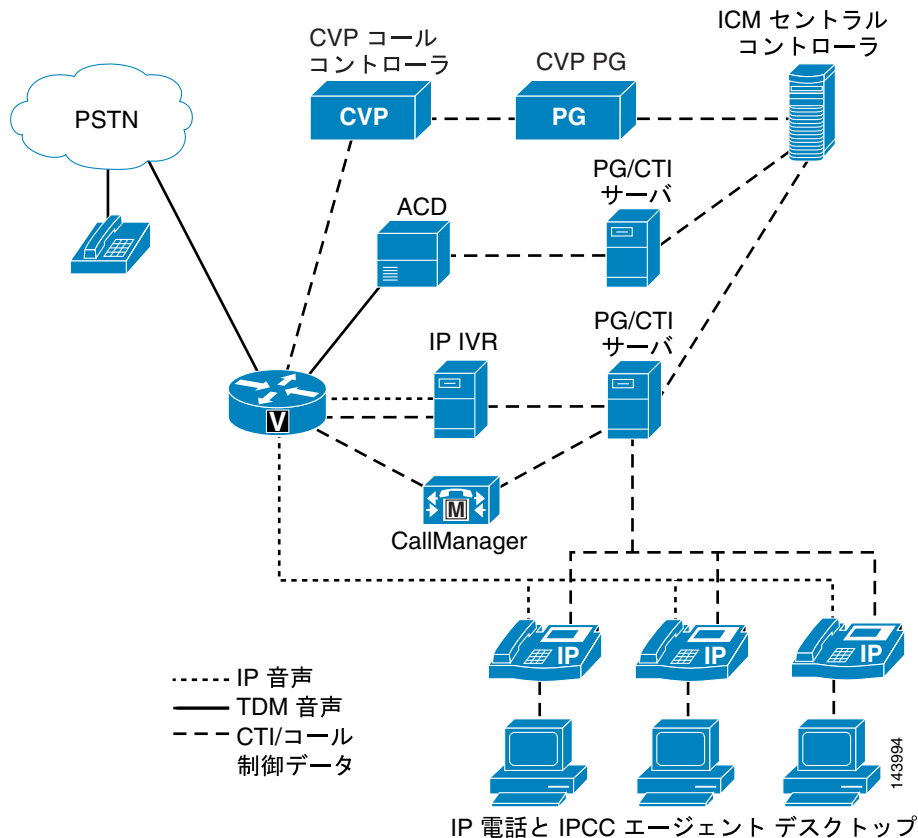 CVP コール
コントローラ
CVP PG
ICM セントラル
コントローラ
PSTN
CVP
PG
ACD
PG/CTI
サーバ
IP IVR
PG/CTI
サーバ
V
M
CallManager
IP
IP
IP
IP 音声
TDM 音声
CTI/コール
制御データ
143994
IP 電話と IPCC エージェント デスクトップ